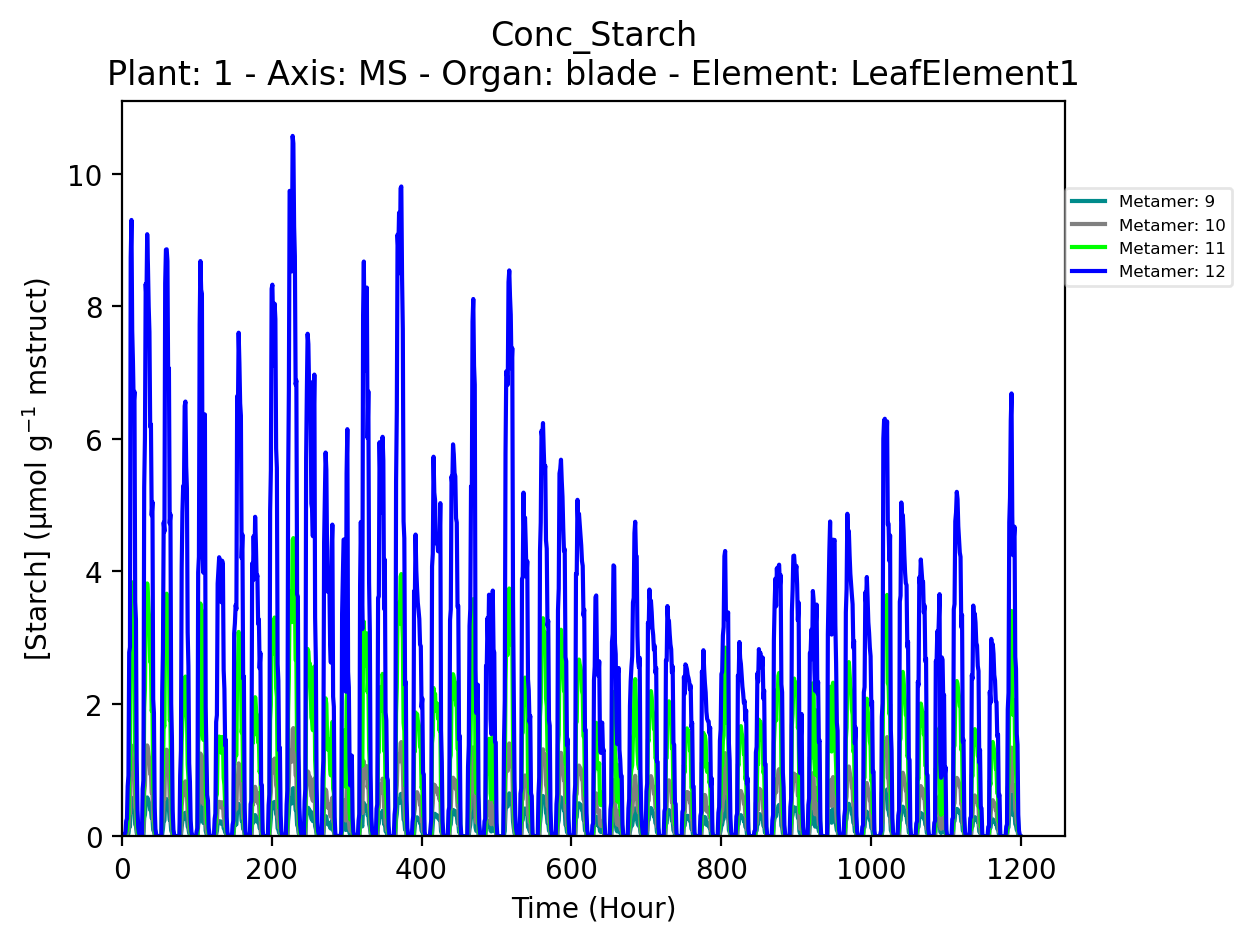 Conc_Starch
Plant: 1 - Axis: MS - Organ: blade - Element: LeafElement1
[Starch] (µmol g⁻¹ mstruct)
10
8
6
4
2
0
0 200 400 600 800 1000 1200
Time (Hour)
Metamer: 9
Metamer: 10
Metamer: 11
Metamer: 12